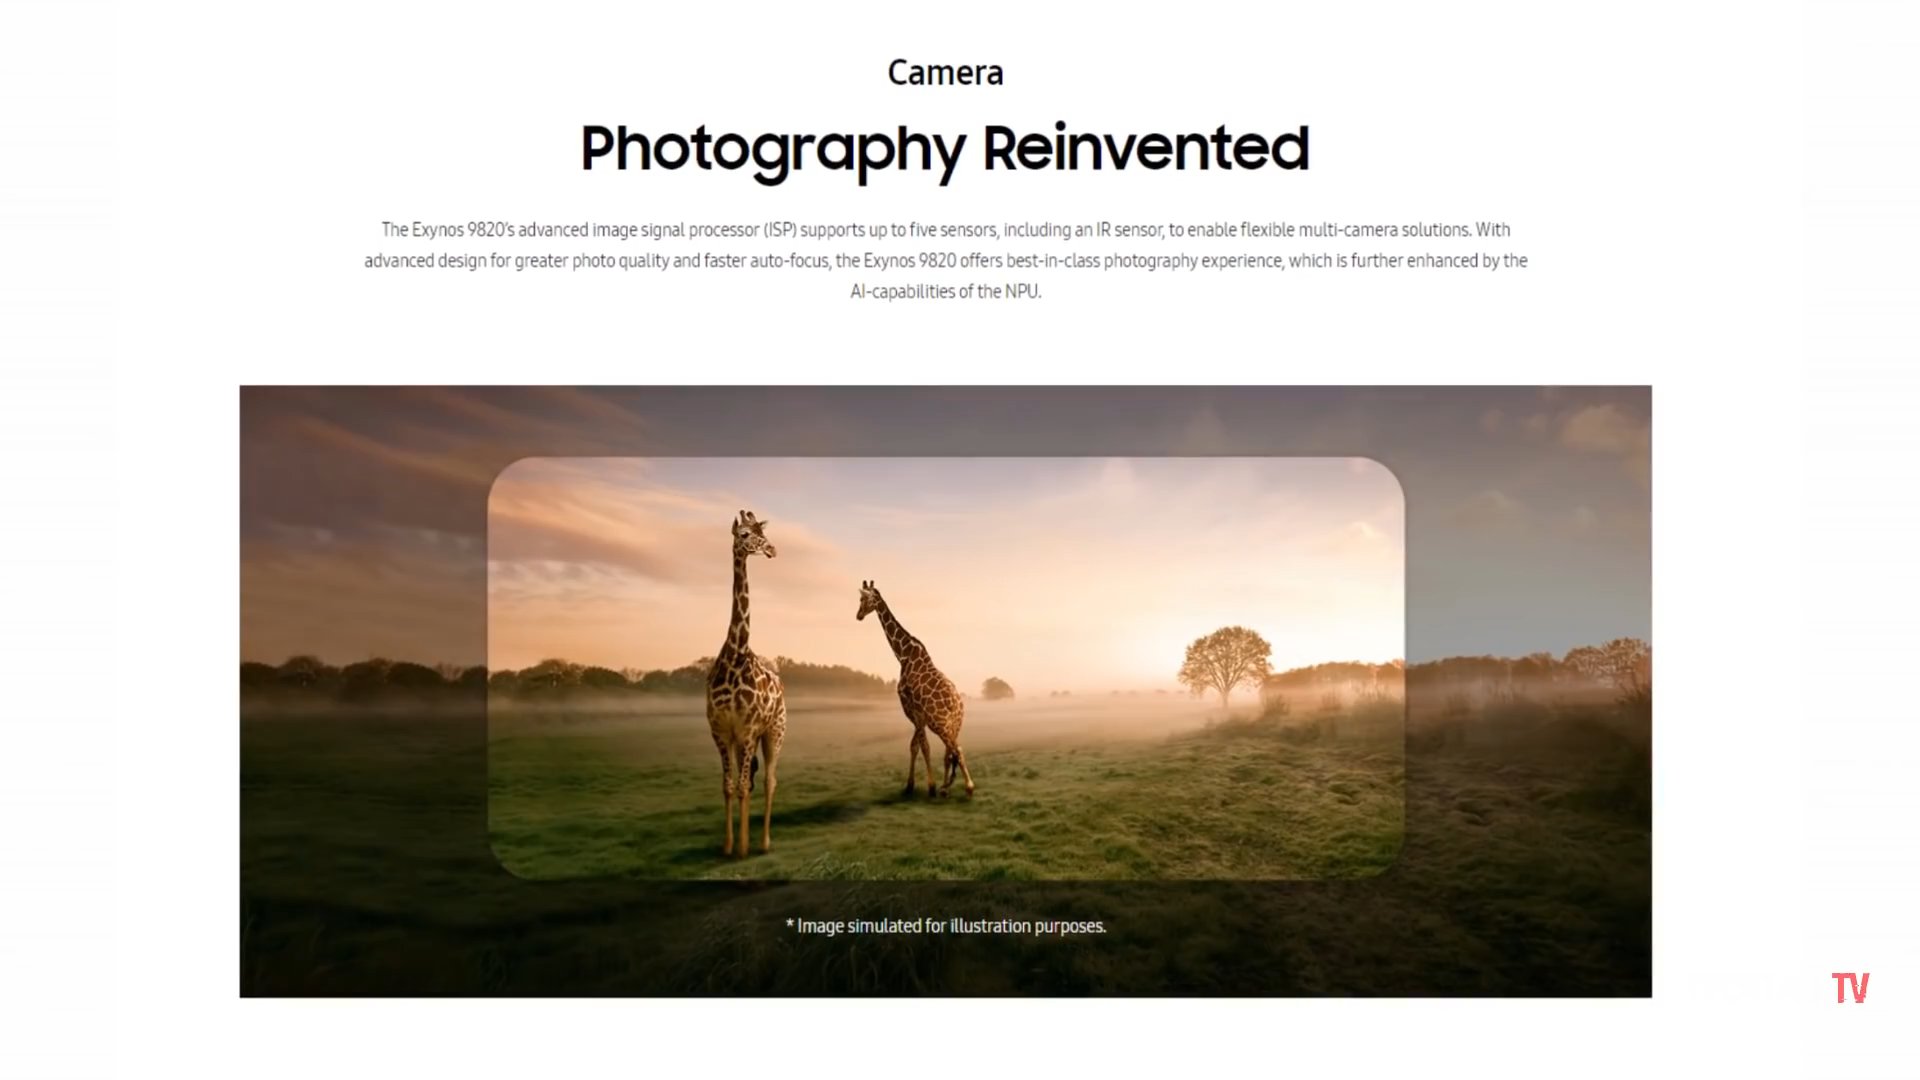 Camera
Photography Reinvented
The Exynos 9820's advanced image signal processor (ISP) supports up to five sensors, including an IR sensor, to enable flexible multi-camera solutions. With
advanced design for greater photo quality and faster auto-focus, the Exynos 9820 offers best-in-class photography experience, which is further enhanced by the
AI-capabilities of the NPU.
* Image simulated for illustration purposes.
TV